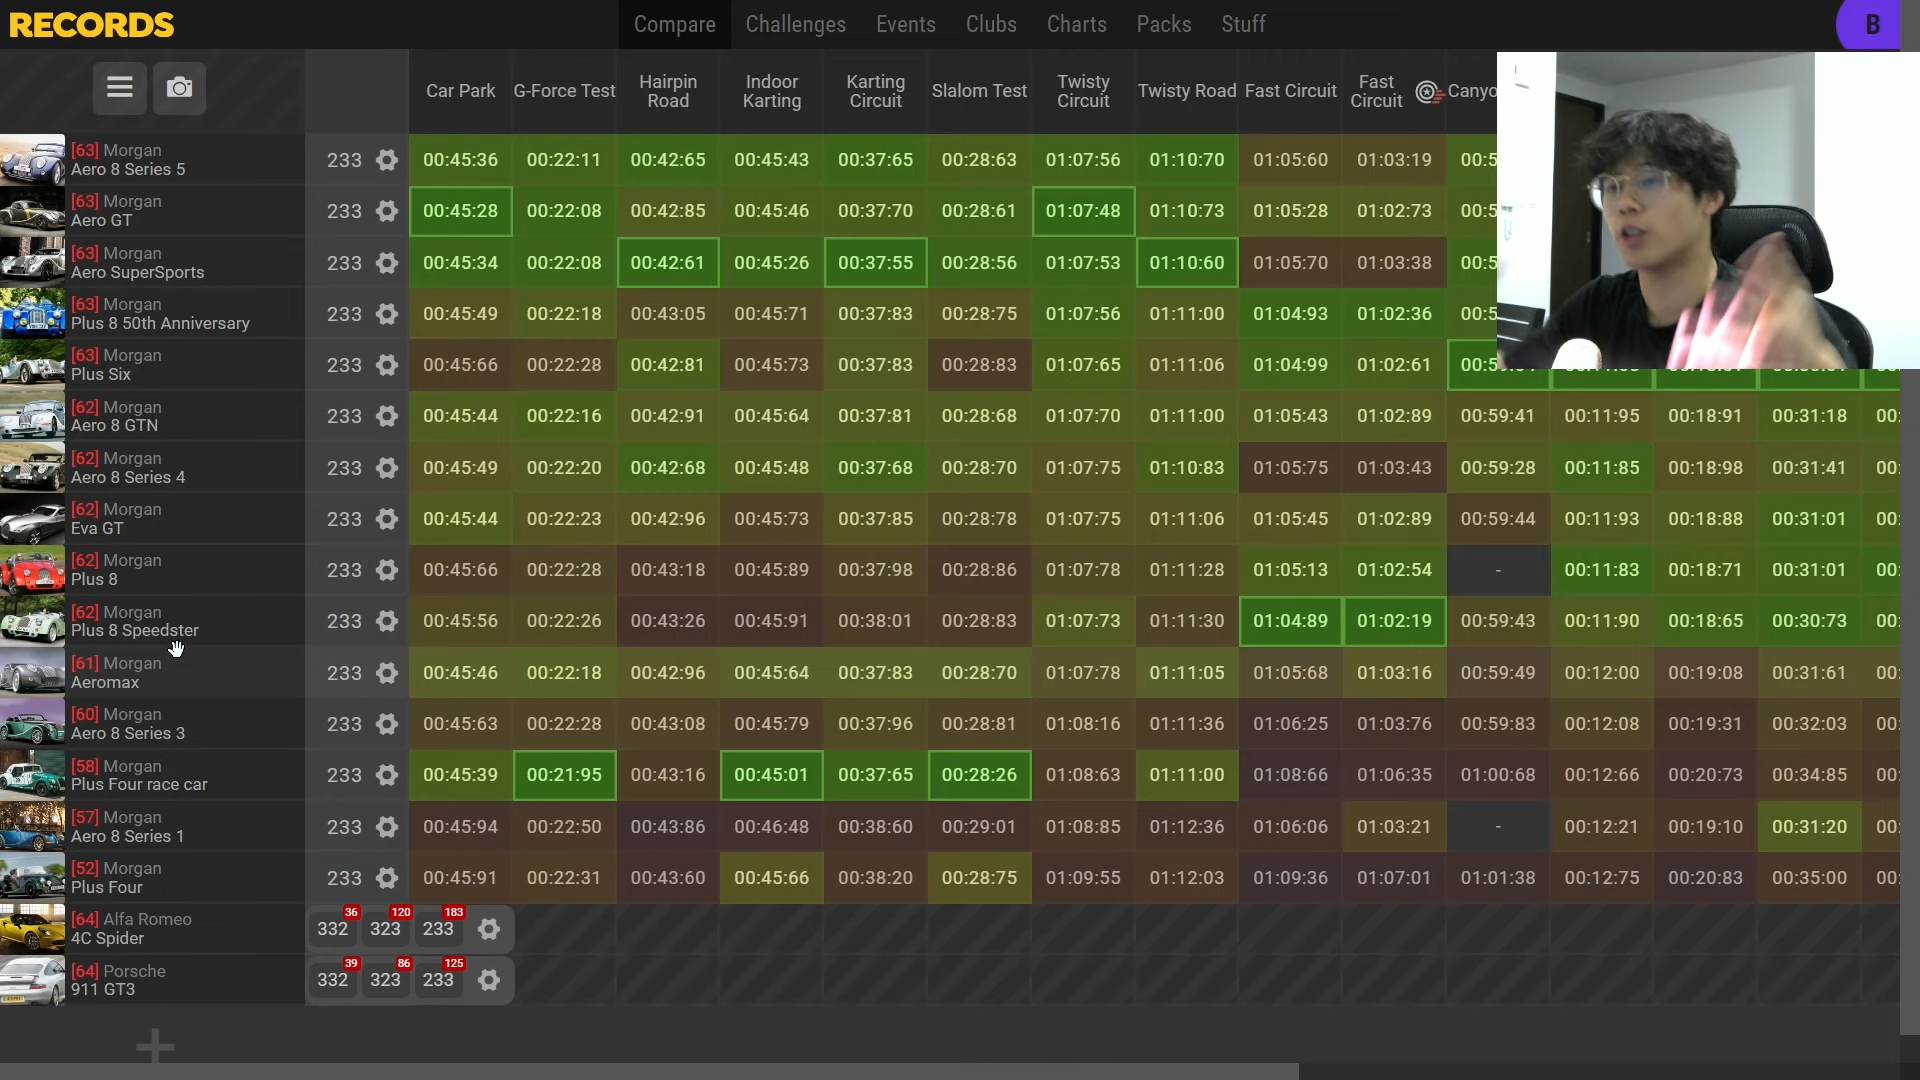 RECORDS
Compare Challenges Events Clubs Charts Packs Stuff B
Car Park G-Force Test Hairpin Road Indoor Karting Karting Circuit Slalom Test Twisty Circuit Twisty Road Fast Circuit Fast Circuit
[63] Morgan
Aero 8 Series 5
233 00:45:36 00:22:11 00:42:65 00:45:43 00:37:65 00:28:63 01:07:56 01:10:70 01:05:60 01:03:19
[63] Morgan
Aero GT
233 00:45:28 00:22:08 00:42:85 00:45:46 00:37:70 00:28:61 01:07:48 01:10:73 01:05:28 01:02:73
[63] Morgan
Aero SuperSports
233 00:45:34 00:22:08 00:42:61 00:45:26 00:37:55 00:28:56 01:07:53 01:10:60 01:05:70 01:03:38
[63] Morgan
Plus 8 50th Anniversary
233 00:45:49 00:22:18 00:43:05 00:45:71 00:37:83 00:28:75 01:07:56 01:11:00 01:04:93 01:02:36
[63] Morgan
Plus Six
233 00:45:66 00:22:28 00:42:81 00:45:73 00:37:83 00:28:83 01:07:65 01:11:06 01:04:99 01:02:61
[62] Morgan
Aero 8 GTN
233 00:45:44 00:22:16 00:42:91 00:45:64 00:37:81 00:28:68 01:07:70 01:11:00 01:05:43 01:02:89 00:59:41 00:11:95 00:18:91 00:31:18 00:
[62] Morgan
Aero 8 Series 4
233 00:45:49 00:22:20 00:42:68 00:45:48 00:37:68 00:28:70 01:07:75 01:10:83 01:05:75 01:03:43 00:59:28 00:11:85 00:18:98 00:31:41 00:
[62] Morgan
Eva GT
233 00:45:44 00:22:23 00:42:96 00:45:73 00:37:85 00:28:78 01:07:75 01:11:06 01:05:45 01:02:89 00:59:44 00:11:93 00:18:88 00:31:01 00:
[62] Morgan
Plus 8
233 00:45:66 00:22:28 00:43:18 00:45:89 00:37:98 00:28:86 01:07:78 01:11:28 01:05:13 01:02:54 - 00:11:83 00:18:71 00:31:01 00:
[62] Morgan
Plus 8 Speedster
233 00:45:56 00:22:26 00:43:26 00:45:91 00:38:01 00:28:83 01:07:73 01:11:30 01:04:89 01:02:19 00:59:43 00:11:90 00:18:65 00:30:73 00:
[61] Morgan
Aeromax
233 00:45:46 00:22:18 00:42:96 00:45:64 00:37:83 00:28:70 01:07:78 01:11:05 01:05:68 01:03:16 00:59:49 00:12:00 00:19:08 00:31:61 00:
[60] Morgan
Aero 8 Series 3
233 00:45:63 00:22:28 00:43:08 00:45:79 00:37:96 00:28:81 01:08:16 01:11:36 01:06:25 01:03:76 00:59:83 00:12:08 00:19:31 00:32:03 00:
[58] Morgan
Plus Four race car
233 00:45:39 00:21:95 00:43:16 00:45:01 00:37:65 00:28:26 01:08:63 01:11:00 01:08:66 01:06:35 01:00:68 00:12:66 00:20:73 00:34:85 00:
[57] Morgan
Aero 8 Series 1
233 00:45:94 00:22:50 00:43:86 00:46:48 00:38:60 00:29:01 01:08:85 01:12:36 01:06:06 01:03:21 - 00:12:21 00:19:10 00:31:20 00:
[52] Morgan
Plus Four
233 00:45:91 00:22:31 00:43:60 00:45:66 00:38:20 00:28:75 01:09:55 01:12:03 01:09:36 01:07:01 01:01:38 00:12:75 00:20:83 00:35:00 00:
[64] Alfa Romeo
4C Spider
332 36 323 120 233 183
[64] Porsche
911 GT3
332 39 323 86 233 125